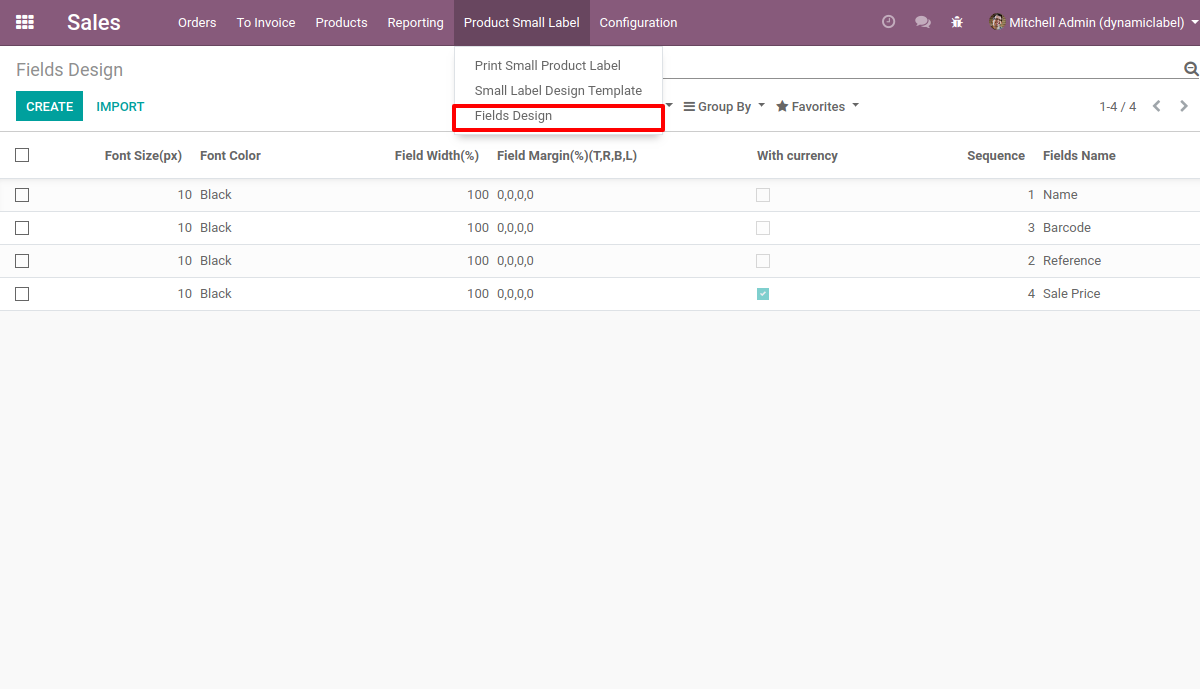 Sales Orders To Invoice Products Reporting Product Small Label Configuration Mitchell Admin (dynamiclabel)
Fields Design
Print Small Product Label
Small Label Design Template
Fields Design
CREATE IMPORT Group By Favorites 1-4 / 4
Font Size(px) Font Color Field Width(%) Field Margin(%)(T,R,B,L) With currency Sequence Fields Name
10 Black 100 0,0,0,0 1 Name
10 Black 100 0,0,0,0 3 Barcode
10 Black 100 0,0,0,0 2 Reference
10 Black 100 0,0,0,0 4 Sale Price